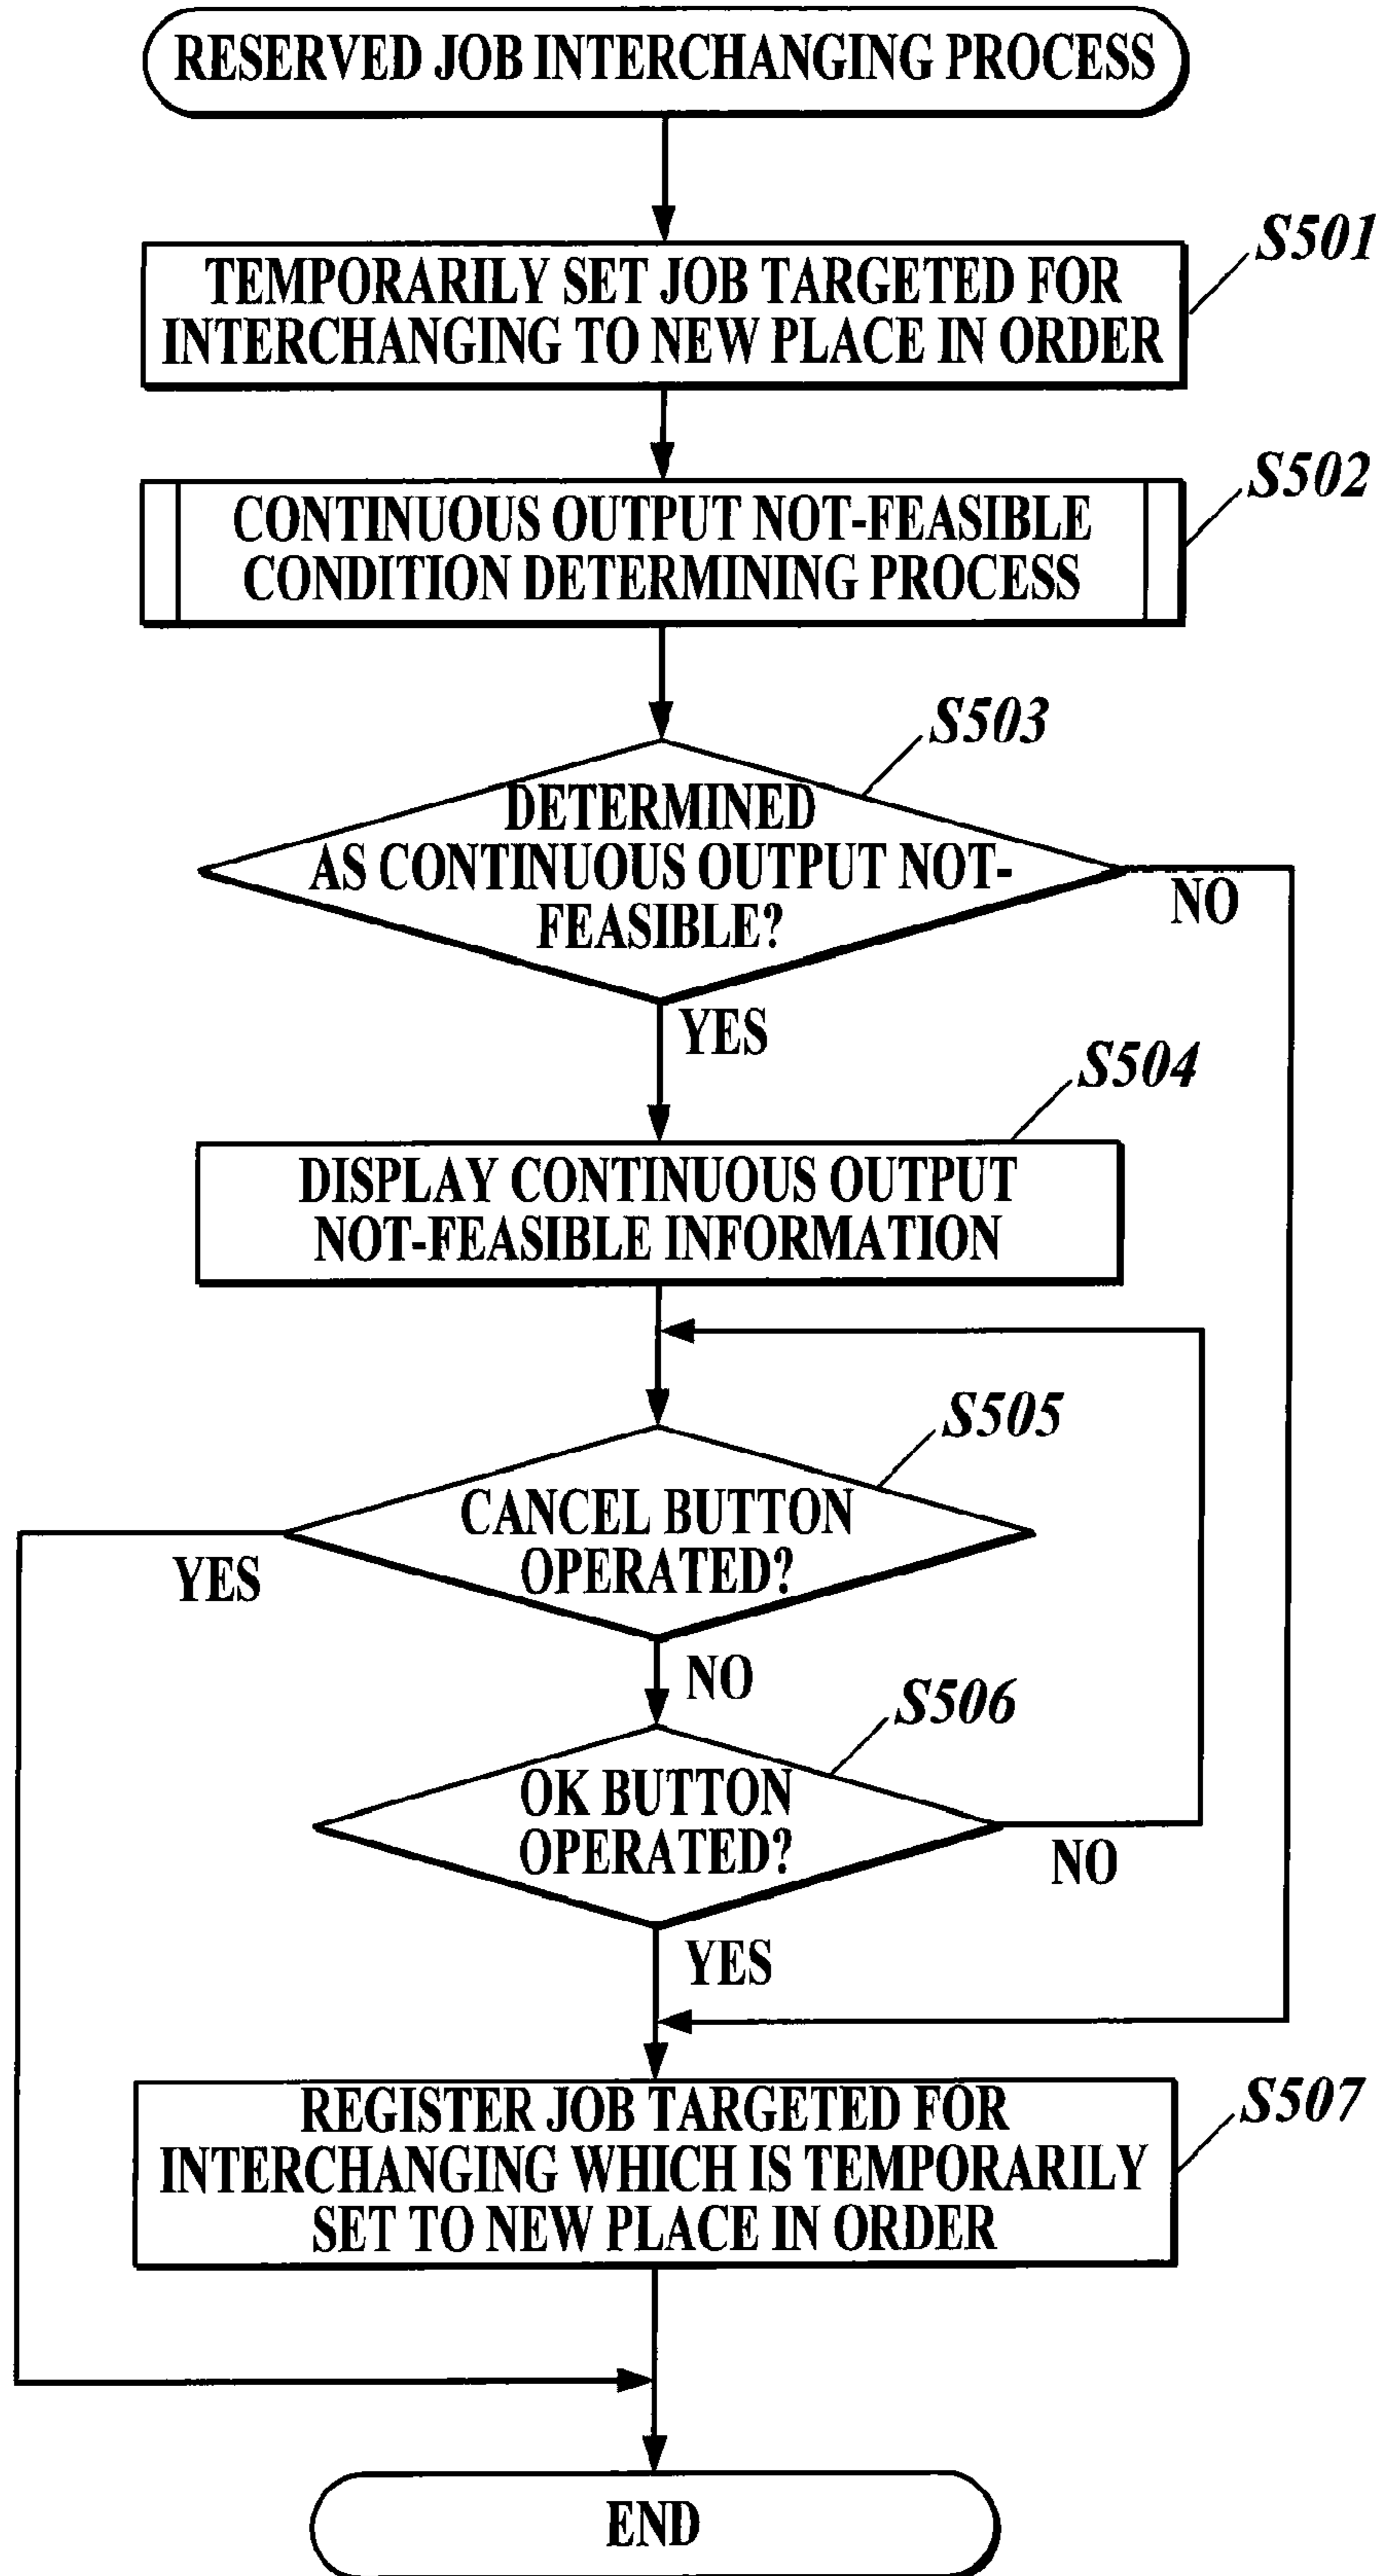 RESERVED JOB INTERCHANGING PROCESS
S501
TEMPORARILY SET JOB TARGETED FOR
INTERCHANGING TO NEW PLACE IN ORDER
S502
CONTINUOUS OUTPUT NOT-FEASIBLE
CONDITION DETERMINING PROCESS
S503
DETERMINED
AS CONTINUOUS OUTPUT NOT-
FEASIBLE?
NO
YES
S504
DISPLAY CONTINUOUS OUTPUT
NOT-FEASIBLE INFORMATION
S505
CANCEL BUTTON
OPERATED?
YES
NO
S506
OK BUTTON
OPERATED?
NO
YES
S507
REGISTER JOB TARGETED FOR
INTERCHANGING WHICH IS TEMPORARILY
SET TO NEW PLACE IN ORDER
END